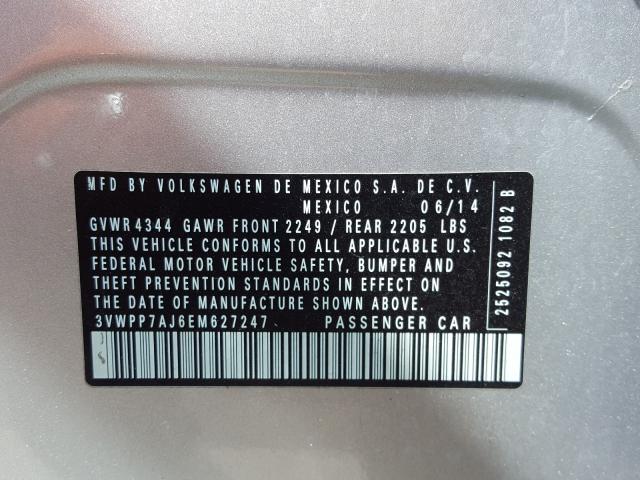 MFD BY VOLKSWAGEN DE MEXICO S.A. DE C.V.
MEXICO 06/14
GVWR 4344 GAWR FRONT 2249 / REAR 2205 LBS
THIS VEHICLE CONFORMS TO ALL APPLICABLE U.S.
FEDERAL MOTOR VEHICLE SAFETY, BUMPER AND
THEFT PREVENTION STANDARDS IN EFFECT ON
THE DATE OF MANUFACTURE SHOWN ABOVE.
3VWPP7AJ6EM627247 PASSENGER CAR
2525092 1082 B